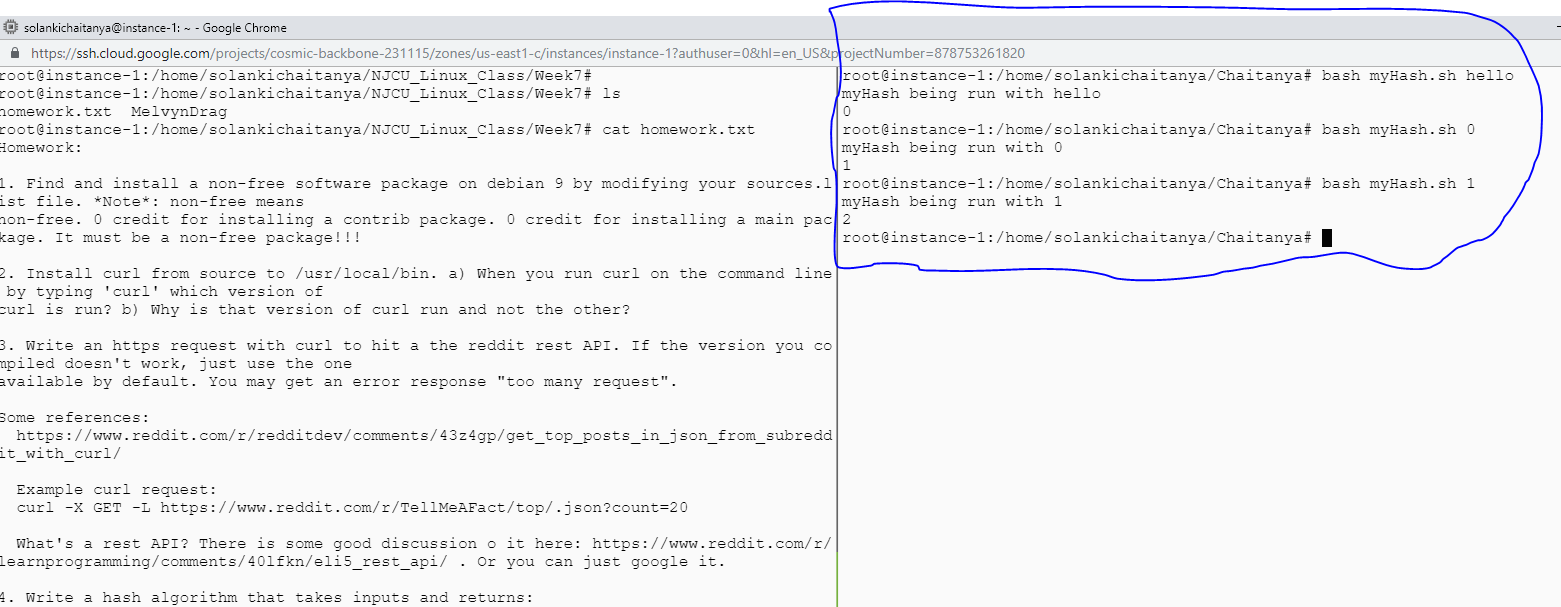 solankichaitanya@instance-1: ~ - Google Chrome
https://ssh.cloud.google.com/projects/cosmic-backbone-231115/zones/us-east1-c/instances/instance-1?authuser=0&hl=en_US&projectNumber=878753261820
root@instance-1:/home/solankichaitanya/NJCU_Linux_Class/Week7#
root@instance-1:/home/solankichaitanya/NJCU_Linux_Class/Week7# ls
homework.txt  MelvynDrag
root@instance-1:/home/solankichaitanya/NJCU_Linux_Class/Week7# cat homework.txt
Homework:
1. Find and install a non-free software package on debian 9 by modifying your sources.l
ist file. *Note*: non-free means
non-free. 0 credit for installing a contrib package. 0 credit for installing a main pac
kage. It must be a non-free package!!!
2. Install curl from source to /usr/local/bin. a) When you run curl on the command line
 by typing 'curl' which version of
curl is run? b) Why is that version of curl run and not the other?
3. Write an https request with curl to hit a the reddit rest API. If the version you co
mpiled doesn't work, just use the one
available by default. You may get an error response "too many request".
Some references:
  https://www.reddit.com/r/redditdev/comments/43z4gp/get_top_posts_in_json_from_subredd
it_with_curl/
  Example curl request:
  curl -X GET -L https://www.reddit.com/r/TellMeAFact/top/.json?count=20
  What's a rest API? There is some good discussion o it here: https://www.reddit.com/r/
learnprogramming/comments/40lfkn/eli5_rest_api/ . Or you can just google it.
4. Write a hash algorithm that takes inputs and returns:
root@instance-1:/home/solankichaitanya/Chaitanya# bash myHash.sh hello
myHash being run with hello
0
root@instance-1:/home/solankichaitanya/Chaitanya# bash myHash.sh 0
myHash being run with 0
1
root@instance-1:/home/solankichaitanya/Chaitanya# bash myHash.sh 1
myHash being run with 1
2
root@instance-1:/home/solankichaitanya/Chaitanya#